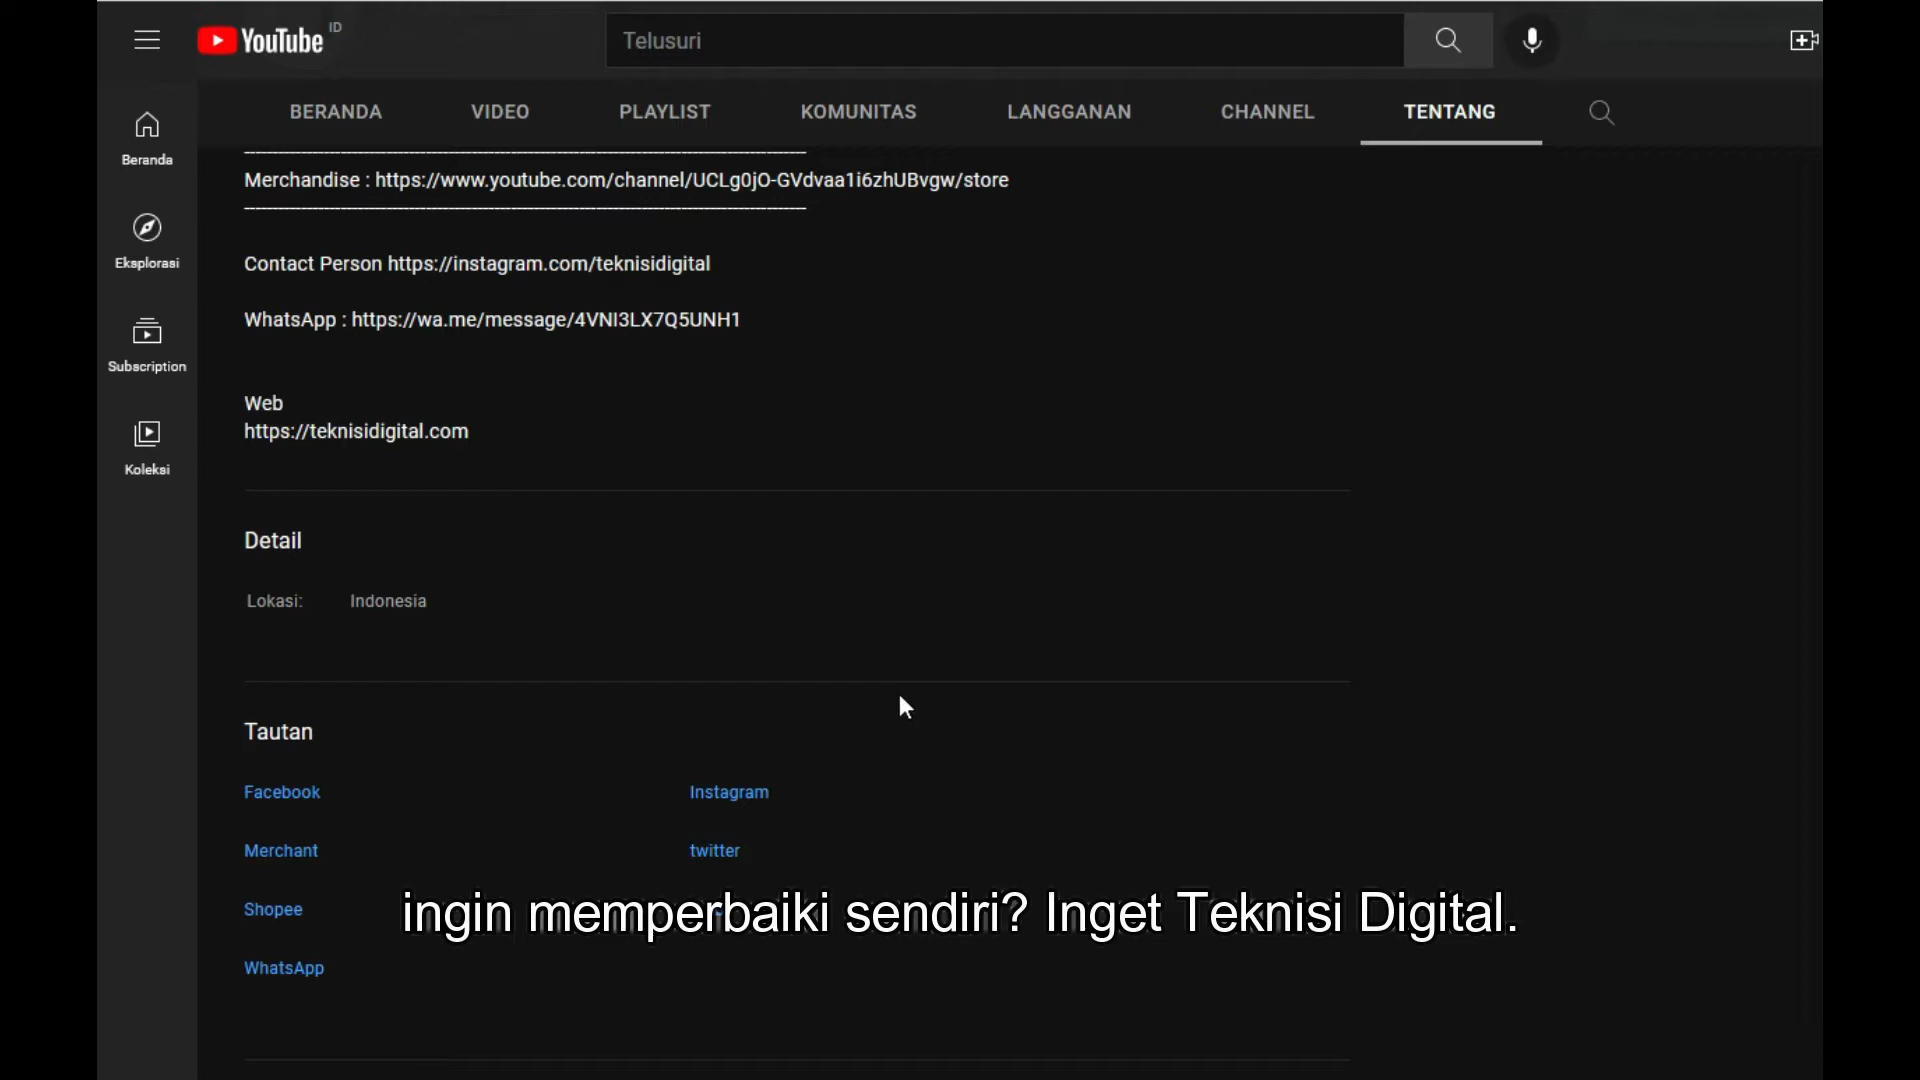 YouTube ID
Telusuri
BERANDA VIDEO PLAYLIST KOMUNITAS LANGGANAN CHANNEL TENTANG
Beranda
Eksplorasi
Subscription
Koleksi
Merchandise : https://www.youtube.com/channel/UCLg0jO-GVdvaa1i6zhUBvgw/store
Contact Person https://instagram.com/teknisidigital
WhatsApp : https://wa.me/message/4VNI3LX7Q5UNH1
Web
https://teknisidigital.com
Detail
Lokasi: Indonesia
Tautan
Facebook Instagram
Merchant twitter
Shopee
ingin memperbaiki sendiri? Inget Teknisi Digital.
WhatsApp